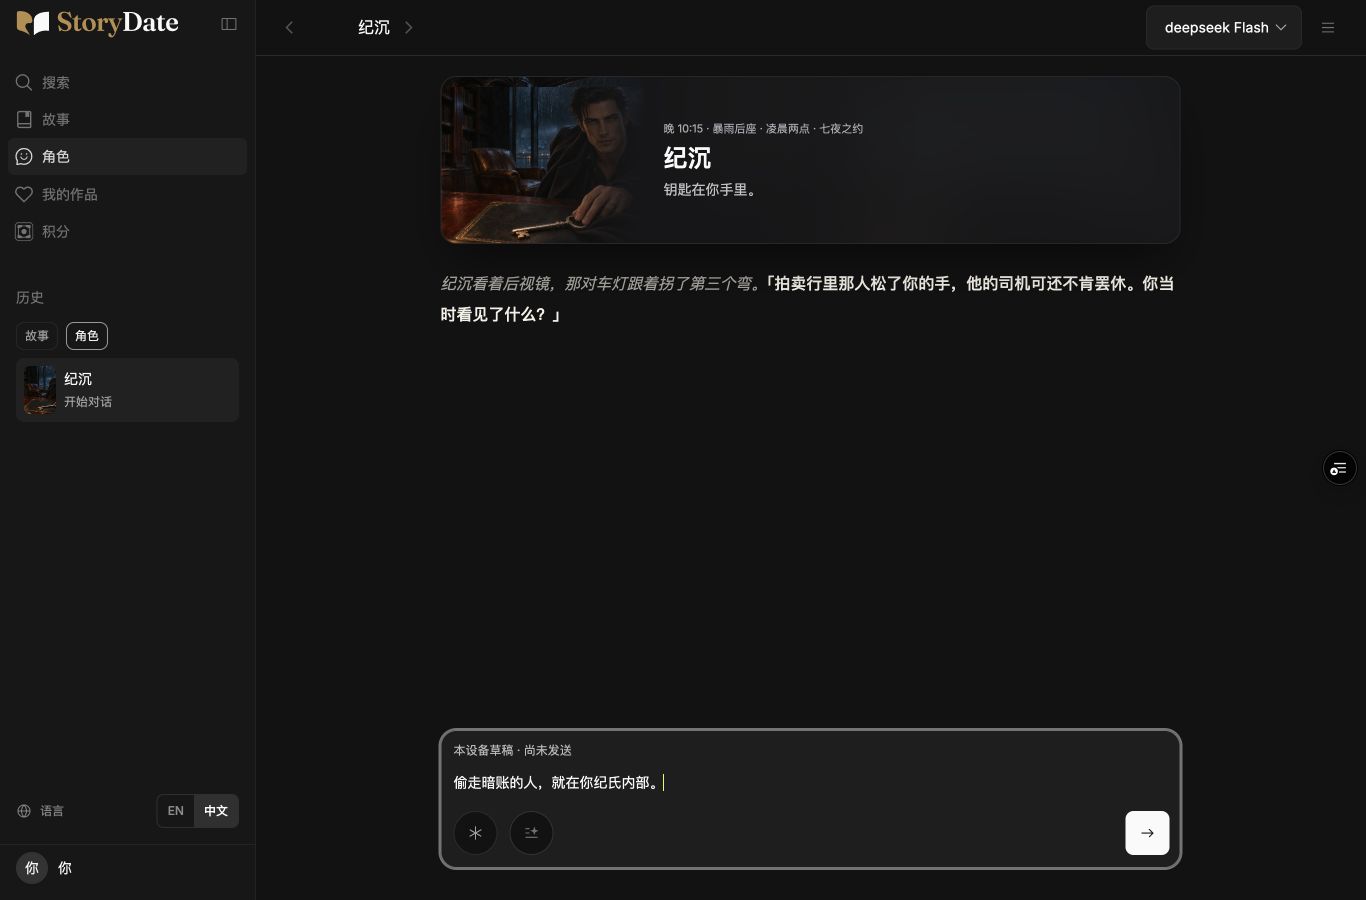 StoryDate
搜索
故事
角色
我的作品
积分
历史
故事
角色
纪沉
开始对话
语言
EN
中文
你
你
纪沉
deepseek Flash
晚 10:15 · 暴雨后座 · 凌晨两点 · 七夜之约
纪沉
钥匙在你手里。
纪沉看着后视镜，那对车灯跟着拐了第三个弯。「拍卖行里那人松了你的手，他的司机可还不肯罢休。你当
时看见了什么？」
本设备草稿 · 尚未发送
偷走暗账的人，就在你纪氏内部。